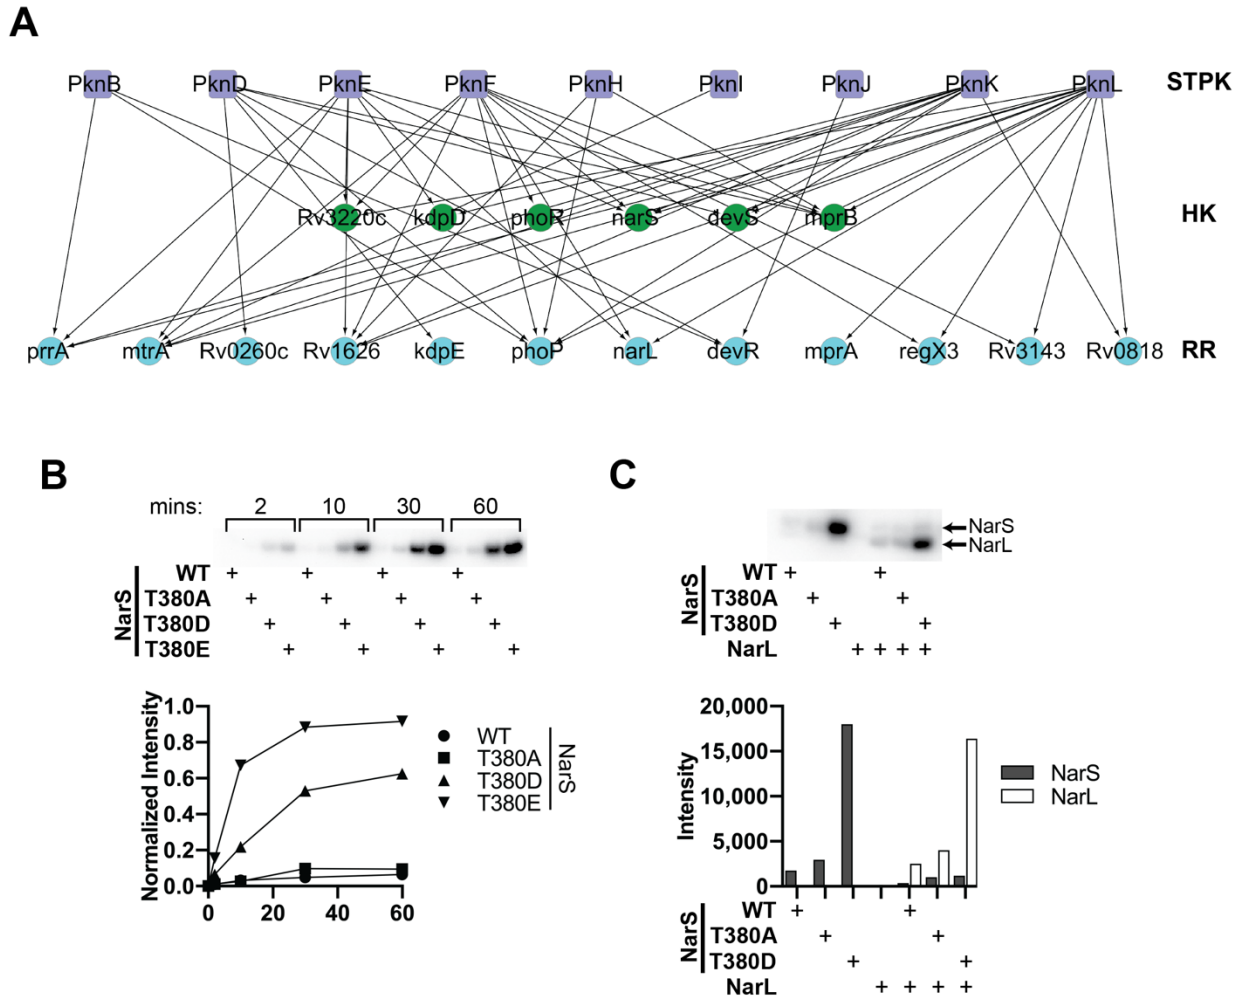 A
PknB PknD PknE PknF PknH PknI PknJ PknK PknL STPK
Rv3220c kdpD phoR narS devS mprB HK
prrA mtrA Rv0260c Rv1626 kdpE phoP narL devR mprA regX3 Rv3143 Rv0818 RR
B
mins: 2 10 30 60
NarS
WT + + + +
T380A + + + +
T380D + + + +
T380E + + + +
Normalized Intensity
1.0
0.8
0.6
0.4
0.2
0.0
0 20 40 60
WT
T380A
T380D
T380E
NarS
C
NarS
NarL
NarS
WT + +
T380A + +
T380D + +
NarL + + + +
Intensity
20,000
15,000
10,000
5,000
0
NarS
NarL
NarS
WT + +
T380A + +
T380D + +
NarL + + + +